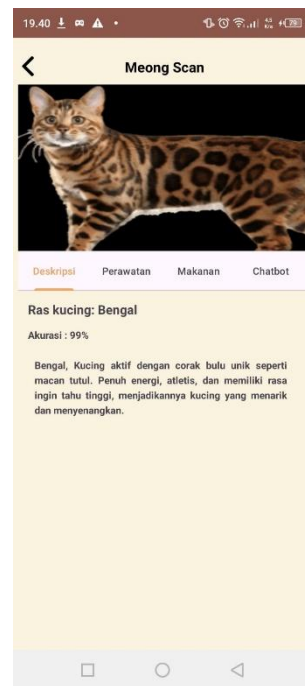 19.40
Meong Scan
Deskripsi Perawatan Makanan Chatbot
Ras kucing: Bengal
Akurasi : 99%
Bengal, Kucing aktif dengan corak bulu unik seperti
macan tutul. Penuh energi, atletis, dan memiliki rasa
ingin tahu tinggi, menjadikannya kucing yang menarik
dan menyenangkan.